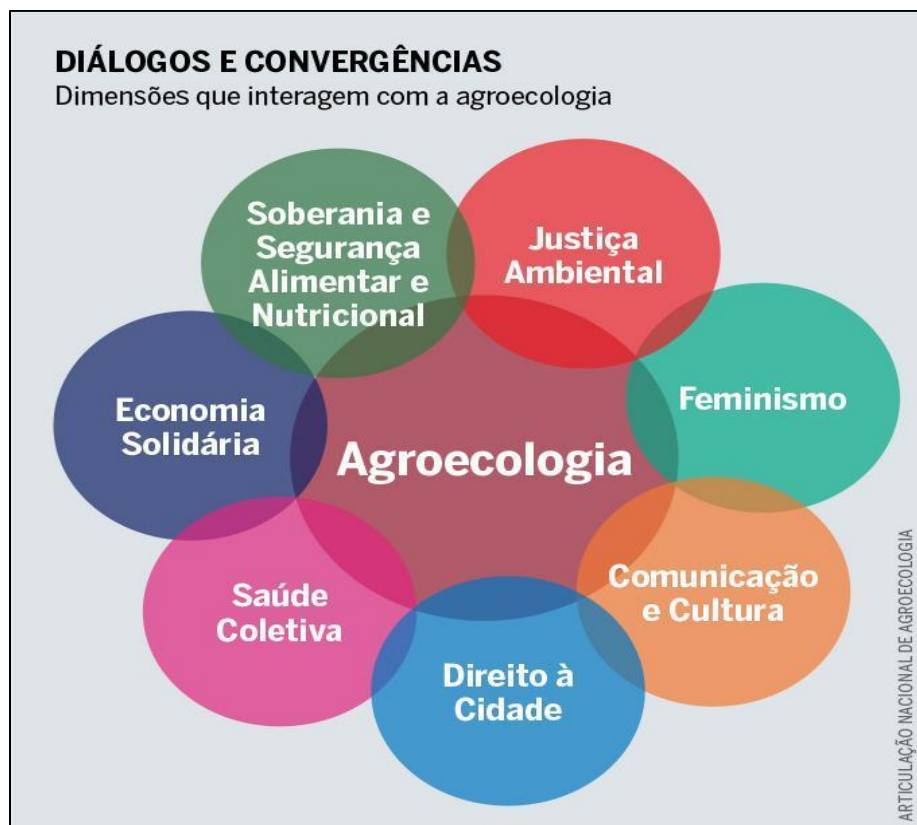 DIÁLOGOS E CONVERGÊNCIAS
Dimensões que interagem com a agroecologia
Soberania e
Segurança
Alimentar e
Nutricional
Justiça
Ambiental
Economia
Solidária
Feminismo
Agroecologia
Saúde
Coletiva
Comunicação
e Cultura
Direito à
Cidade
ARTICULAÇÃO NACIONAL DE AGROECOLOGIA